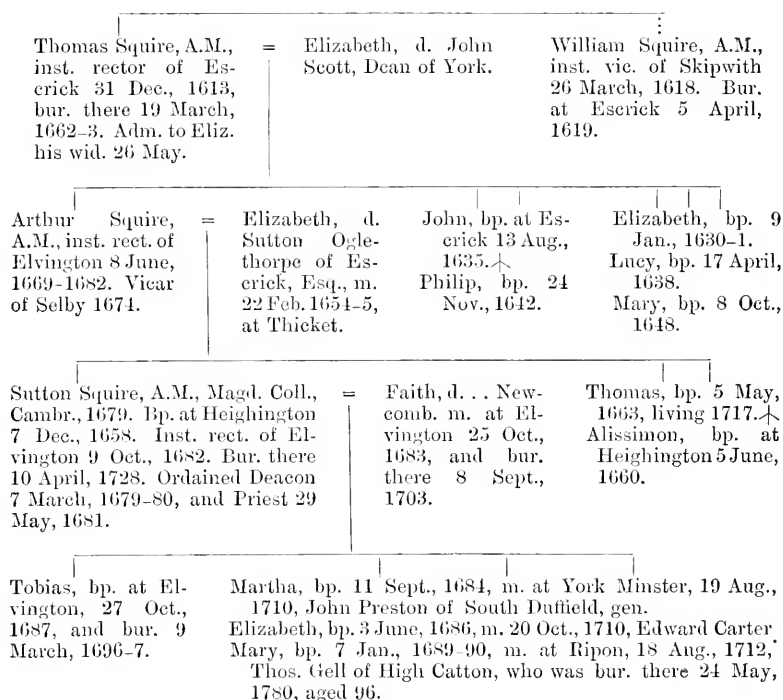 Thomas Squire, A.M.,
inst. rector of Es-
crick 31 Dec., 1613,
bur. there 19 March,
1662-3. Adm. to Eliz.
his wid. 26 May.
=
Elizabeth, d. John
Scott, Dean of York.
William Squire, A.M.,
inst. vic. of Skipwith
26 March, 1618. Bur.
at Escrick 5 April,
1619.
Arthur Squire,
A.M., inst. rect. of
Elvington 8 June,
1669-1682. Vicar
of Selby 1674.
=
Elizabeth, d.
Sutton Ogle-
thorpe of Es-
crick, Esq., m.
22 Feb. 1654-5,
at Thicket.
John, bp. at Es-
crick 13 Aug.,
1635.
Philip, bp. 24
Nov., 1642.
Elizabeth, bp. 9
Jan., 1630-1.
Lucy, bp. 17 April,
1638.
Mary, bp. 8 Oct.,
1648.
Sutton Squire, A.M., Magd. Coll.,
Cambr., 1679. Bp. at Heighington
7 Dec., 1658. Inst. rect. of El-
vington 9 Oct., 1682. Bur. there
10 April, 1728. Ordained Deacon
7 March, 1679-80, and Priest 29
May, 1681.
=
Faith, d. . . New-
comb. m. at El-
vington 25 Oct.,
1683, and bur.
there 8 Sept.,
1703.
Thomas, bp. 5 May,
1663, living 1717.
Alissimon, bp. at
Heighington 5 June,
1660.
Tobias, bp. at El-
vington, 27 Oct.,
1687, and bur. 9
March, 1696-7.
Martha, bp. 11 Sept., 1684, m. at York Minster, 19 Aug.,
1710, John Preston of South Duffield, gen.
Elizabeth, bp. 3 June, 1686, m. 20 Oct., 1710, Edward Carter.
Mary, bp. 7 Jan., 1689-90, m. at Ripon, 18 Aug., 1712,
Thos. Gell of High Catton, who was bur. there 24 May,
1780, aged 96.